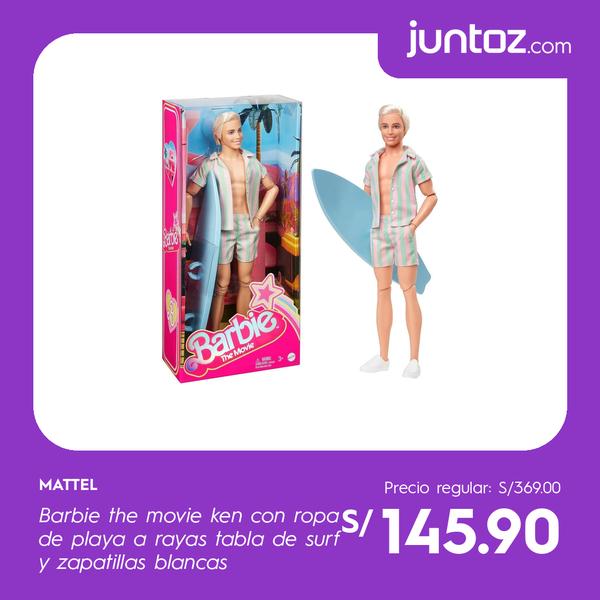 juntoz.com
Barbie
Barbie
The Movie
MATTEL
Barbie the movie ken con ropa
de playa a rayas tabla de surf
y zapatillas blancas
Precio regular: S/369.00
S/145.90